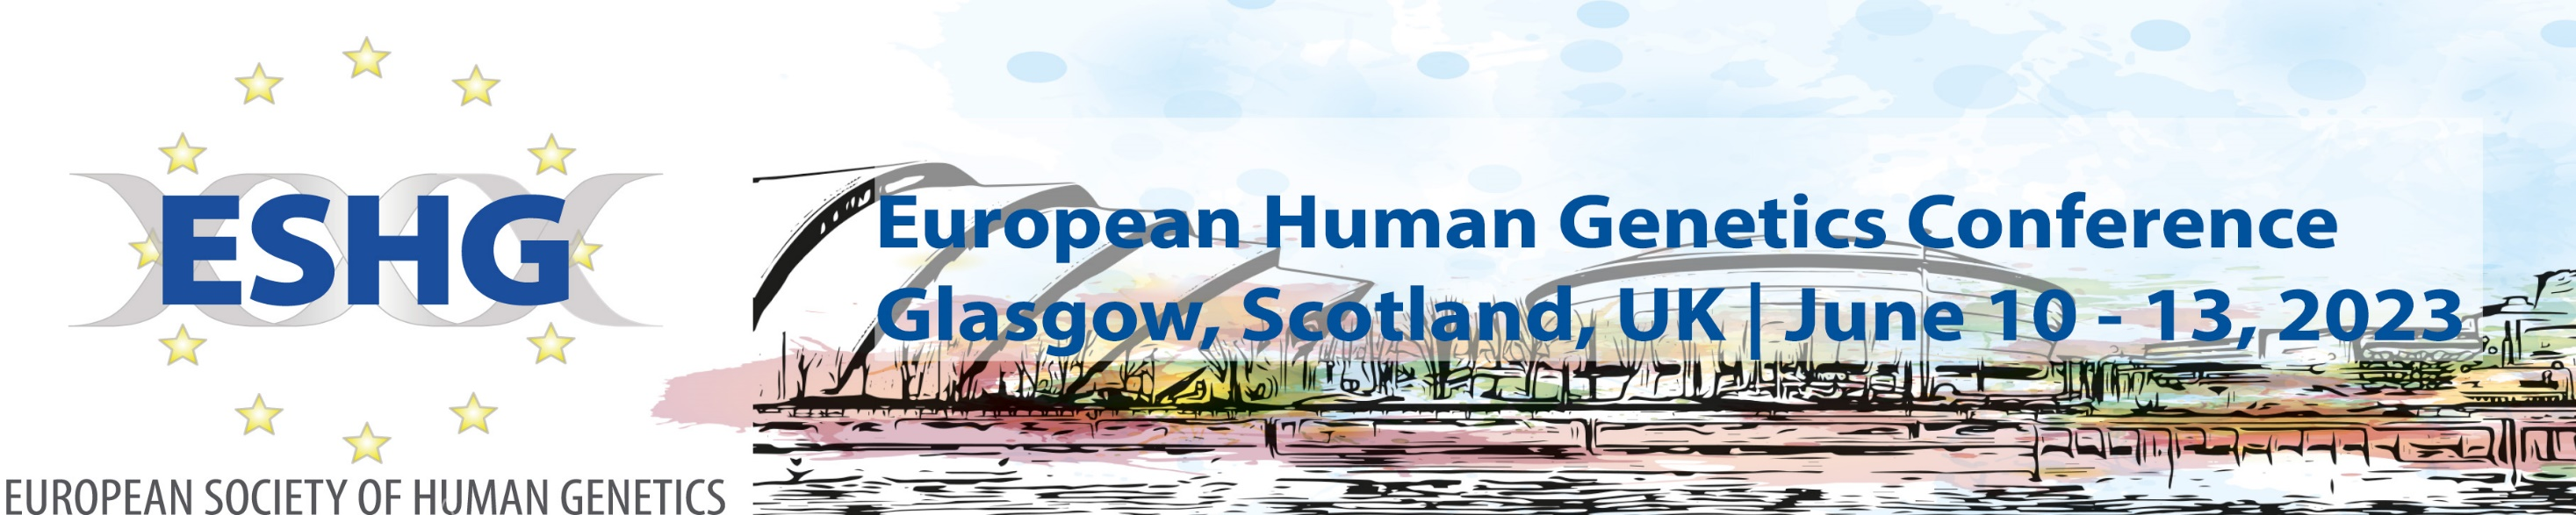 ESHG
EUROPEAN SOCIETY OF HUMAN GENETICS
European Human Genetics Conference
Glasgow, Scotland, UK | June 10 - 13, 2023